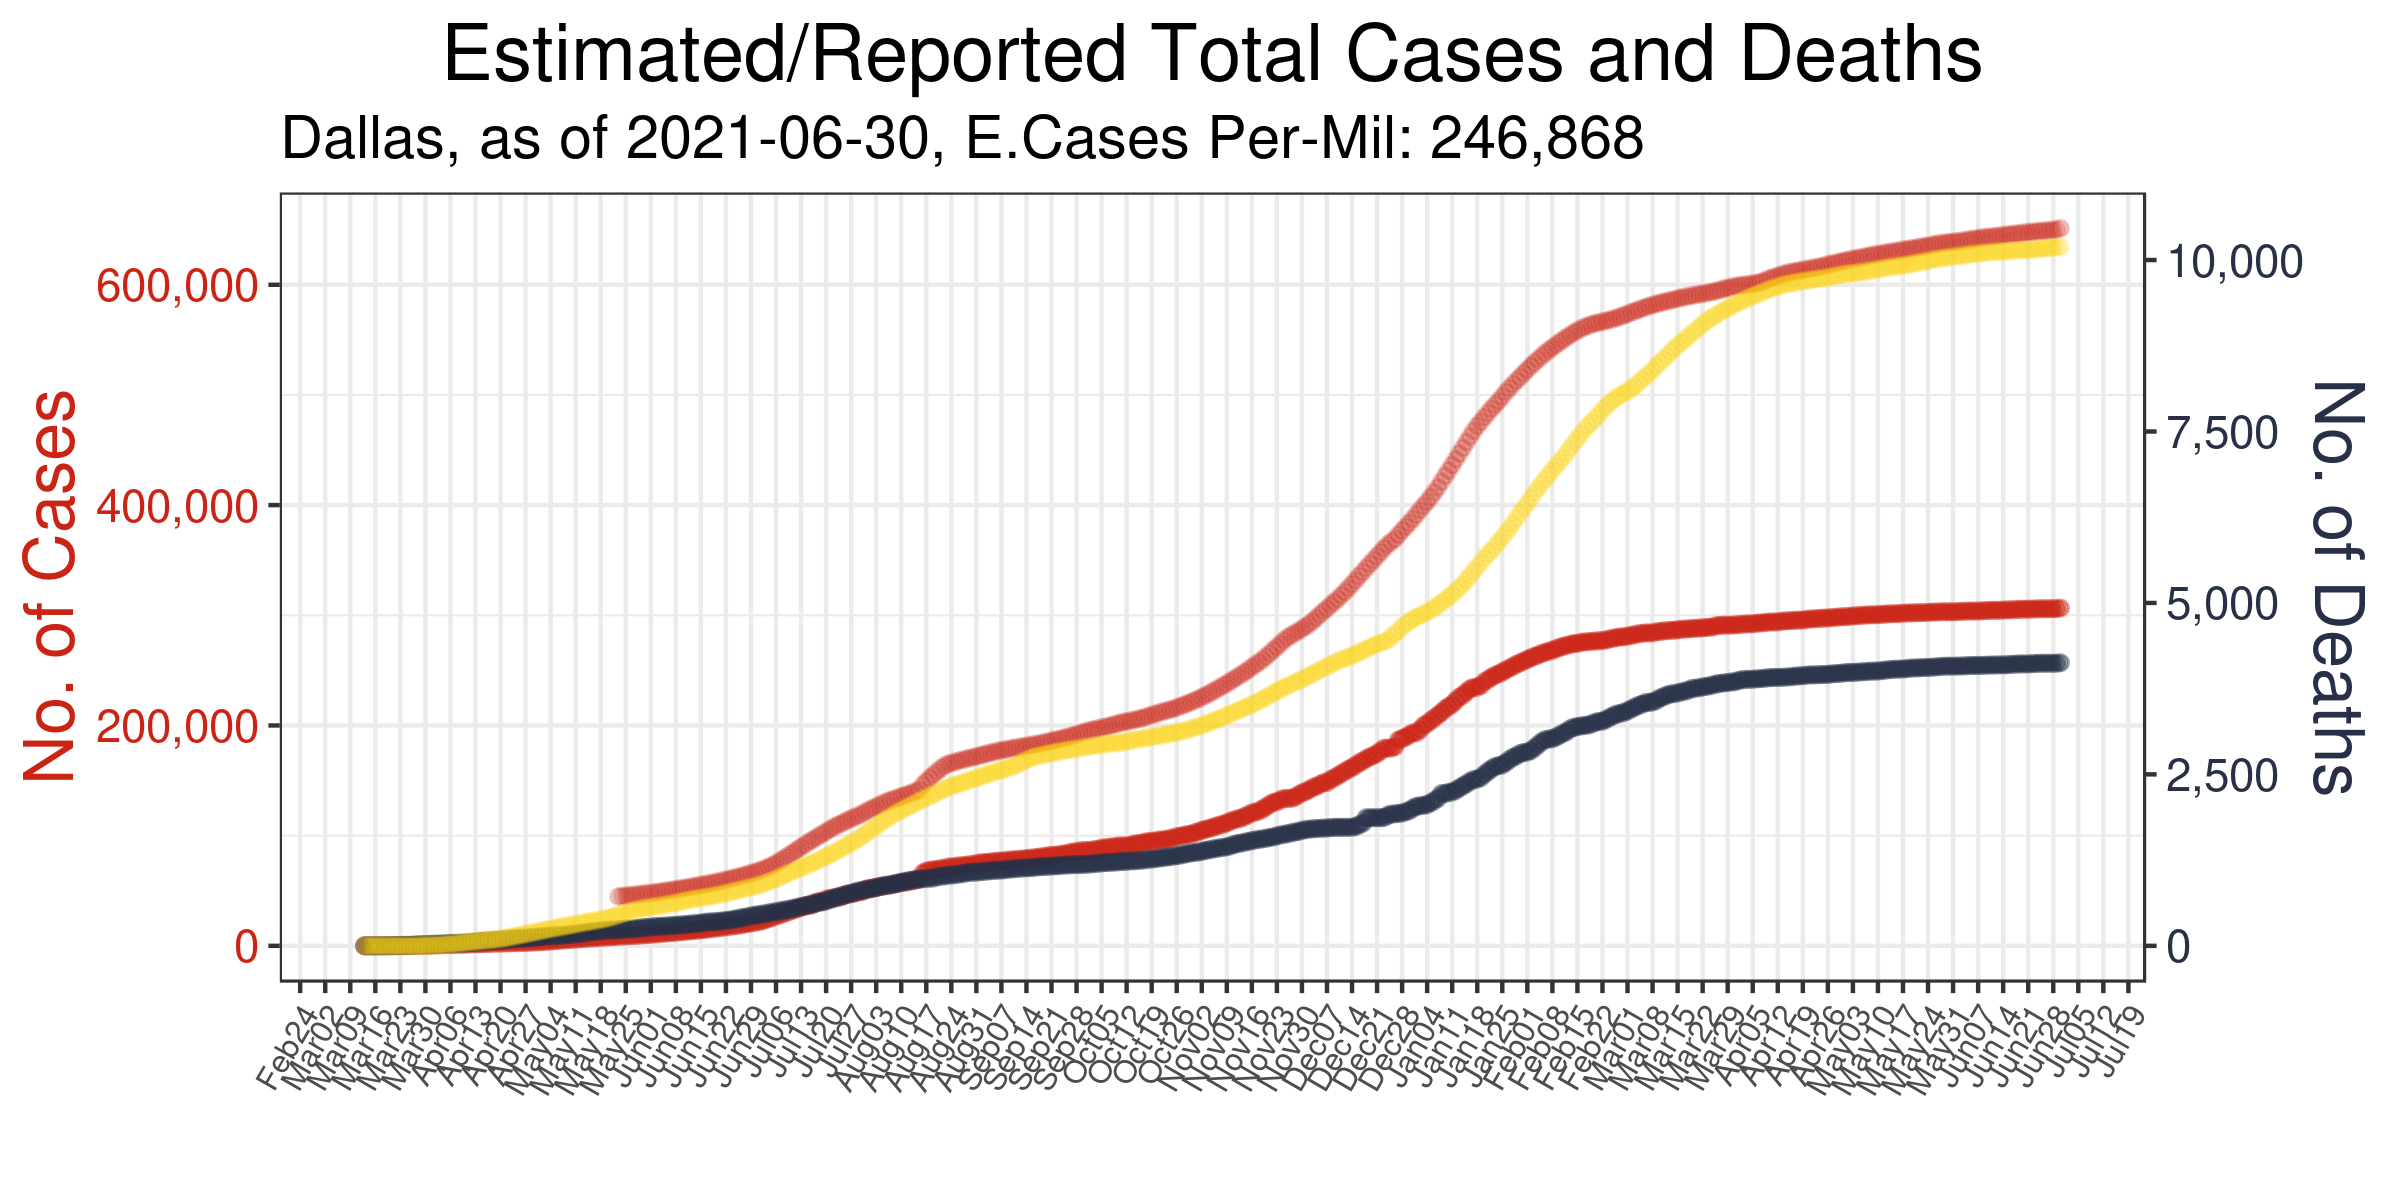 Estimated/Reported Total Cases and Deaths
Dallas, as of 2021-06-30, E.Cases Per-Mil: 246,868
No. of Cases
600,000
400,000
200,000
0
10,000
7,500
5,000
2,500
0
No. of Deaths
Feb24
Mar02
Mar09
Mar16
Mar23
Mar30
Apr06
Apr13
Apr20
Apr27
May04
May11
May18
May25
Jun01
Jun08
Jun15
Jun22
Jun29
Jul06
Jul13
Jul20
Jul27
Aug03
Aug10
Aug17
Aug24
Aug31
Sep07
Sep14
Sep21
Sep28
Oct05
Oct12
Oct19
Oct26
Nov02
Nov09
Nov16
Nov23
Nov30
Dec07
Dec14
Dec21
Dec28
Jan04
Jan11
Jan18
Jan25
Feb01
Feb08
Feb15
Feb22
Mar01
Mar08
Mar15
Mar22
Mar29
Apr05
Apr12
Apr19
Apr26
May03
May10
May17
May24
May31
Jun07
Jun14
Jun21
Jun28
Jul05
Jul12
Jul19